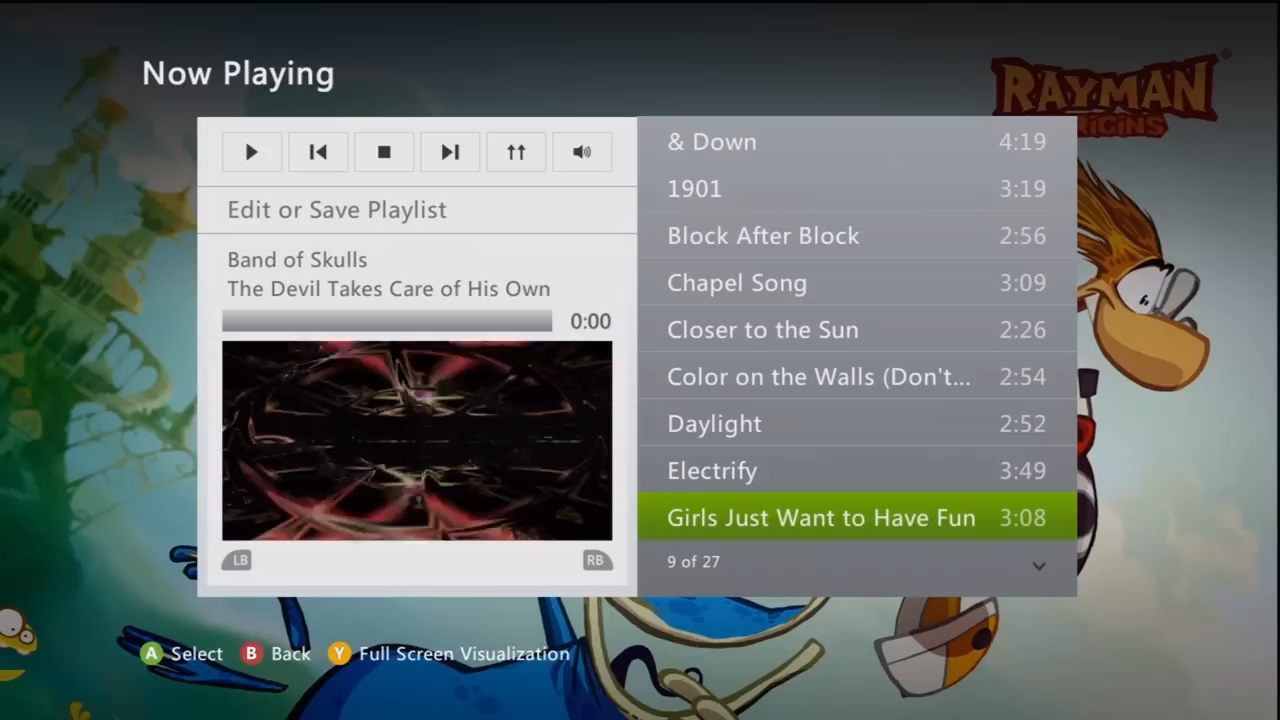 Now Playing
RAYMAN
ORIGINS
®
Edit or Save Playlist
Band of Skulls
The Devil Takes Care of His Own
0:00
LB
RB
& Down 4:19
1901 3:19
Block After Block 2:56
Chapel Song 3:09
Closer to the Sun 2:26
Color on the Walls (Don't... 2:54
Daylight 2:52
Electrify 3:49
Girls Just Want to Have Fun 3:08
9 of 27
A Select B Back Y Full Screen Visualization